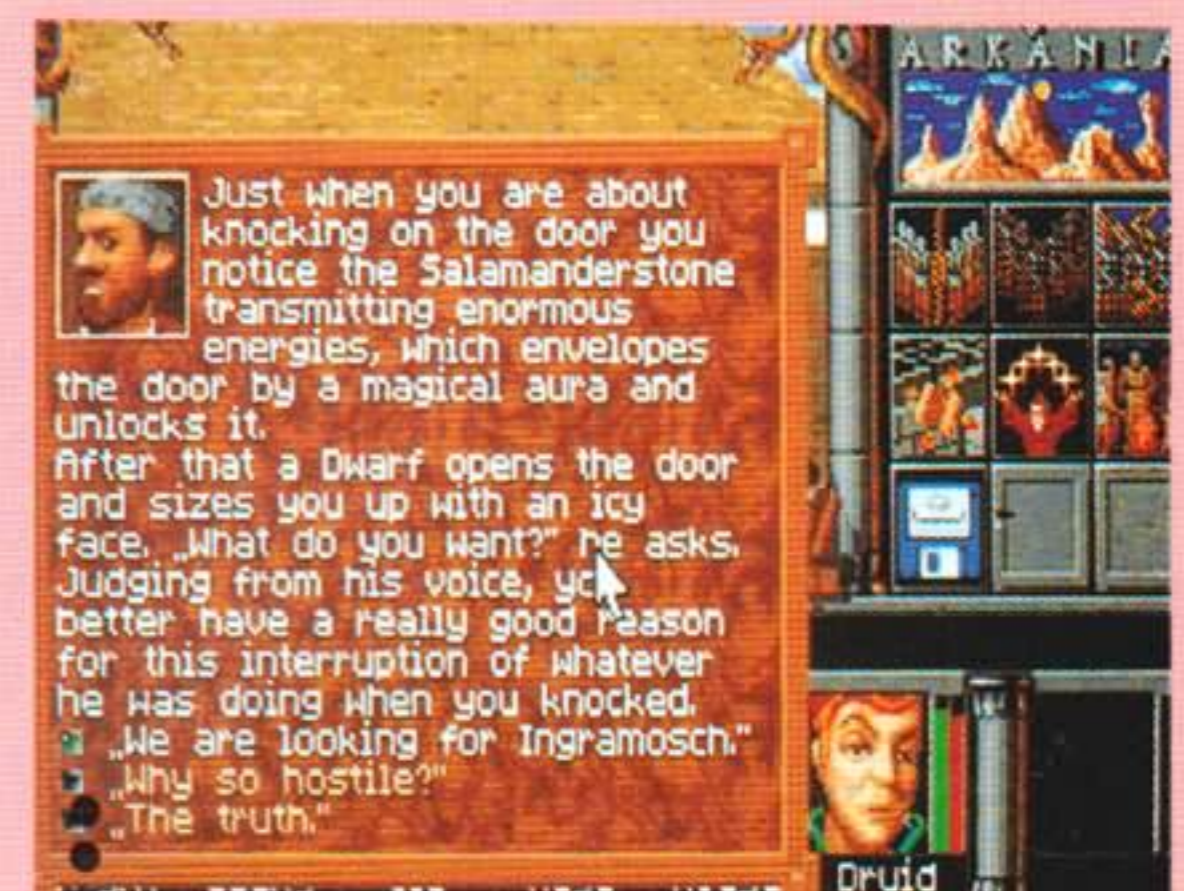 ARKANIA
Just when you are about
knocking on the door you
notice the Salamanderstone
transmitting enormous
energies, which envelopes
the door by a magical aura and
unlocks it.
After that a Dwarf opens the door
and sizes you up with an icy
face. „What do you want?" he asks.
Judging from his voice,
better have a really good reason
for this interruption of whatever
he was doing when you knocked.
„We are looking for Ingramosch."
„Why so hostile?"
„The truth."
Druid